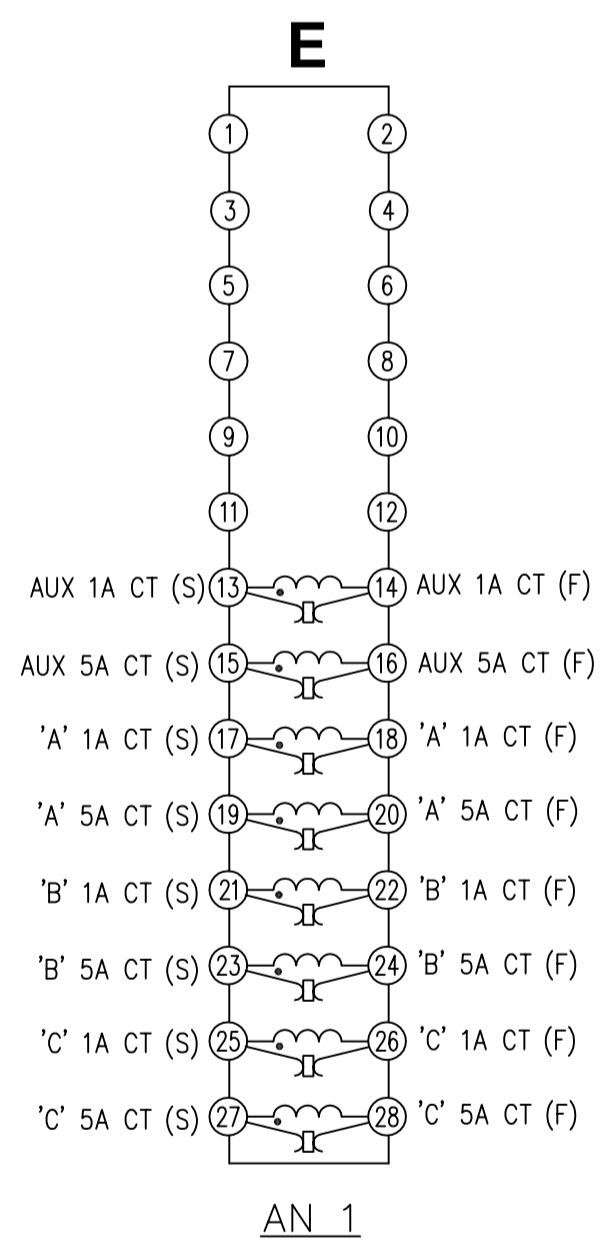 E
1 2
3 4
5 6
7 8
9 10
11 12
AUX 1A CT (S) 13 14 AUX 1A CT (F)
AUX 5A CT (S) 15 16 AUX 5A CT (F)
'A' 1A CT (S) 17 18 'A' 1A CT (F)
'A' 5A CT (S) 19 20 'A' 5A CT (F)
'B' 1A CT (S) 21 22 'B' 1A CT (F)
'B' 5A CT (S) 23 24 'B' 5A CT (F)
'C' 1A CT (S) 25 26 'C' 1A CT (F)
'C' 5A CT (S) 27 28 'C' 5A CT (F)
AN 1